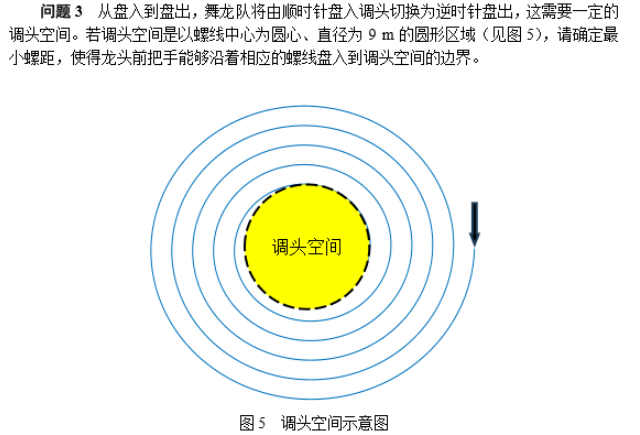 问题 3 从盘入到盘出，舞龙队将由顺时针盘入调头切换为逆时针盘出，这需要一定的
调头空间。若调头空间是以螺线中心为圆心、直径为 9 m 的圆形区域（见图 5），请确定最
小螺距，使得龙头前把手能够沿着相应的螺线盘入到调头空间的边界。
调头空间
图 5 调头空间示意图